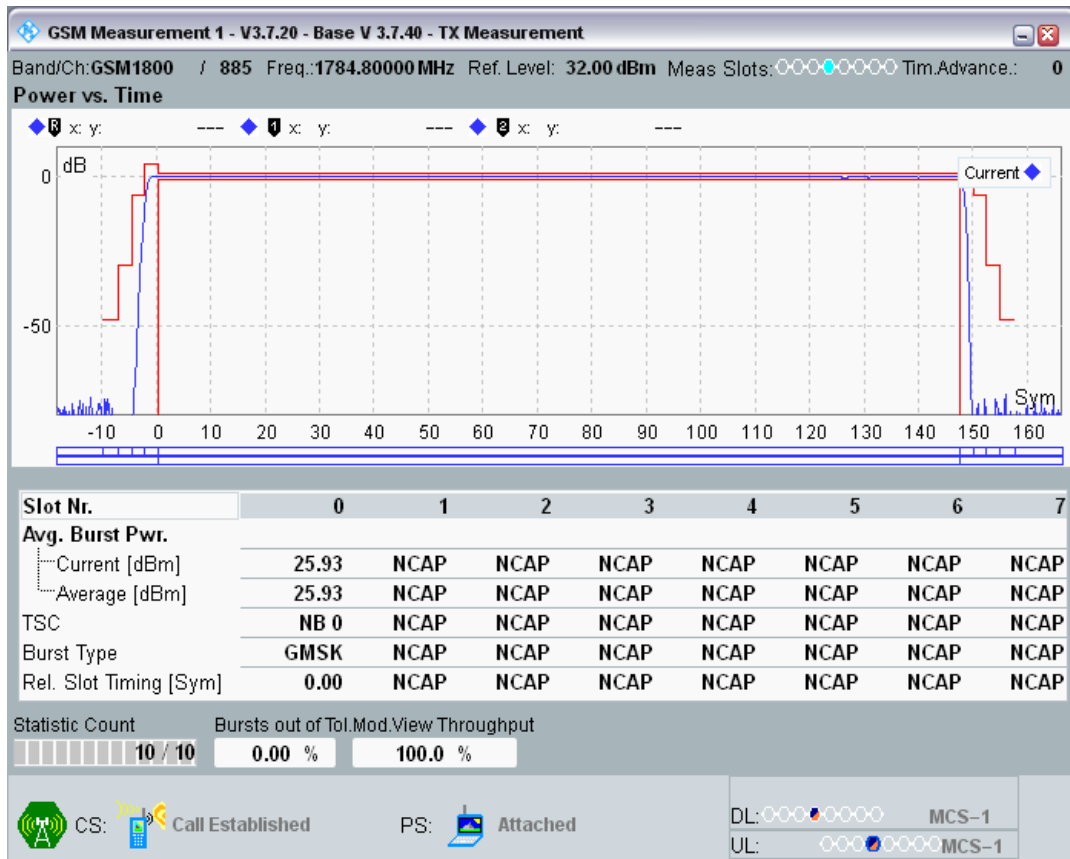 GSM Measurement 1 - V3.7.20 - Base V 3.7.40 - TX Measurement
Band/Ch:GSM1800 / 885 Freq.:1784.80000 MHz Ref. Level: 32.00 dBm Meas Slots: Tim.Advance.: 0
Power vs. Time
R x: y: --- 1 x: y: --- 2 x: y: ---
dB
0
Current
-50
Sym
-10 0 10 20 30 40 50 60 70 80 90 100 110 120 130 140 150 160
Slot Nr. 0 1 2 3 4 5 6 7
Avg. Burst Pwr.
Current [dBm] 25.93 NCAP NCAP NCAP NCAP NCAP NCAP NCAP
Average [dBm] 25.93 NCAP NCAP NCAP NCAP NCAP NCAP NCAP
TSC NB 0 NCAP NCAP NCAP NCAP NCAP NCAP NCAP
Burst Type GMSK NCAP NCAP NCAP NCAP NCAP NCAP NCAP
Rel. Slot Timing [Sym] 0.00 NCAP NCAP NCAP NCAP NCAP NCAP NCAP
Statistic Count Bursts out of Tol.Mod.View Throughput
10 / 10 0.00 % 100.0 %
CS: Call Established PS: Attached
DL: MCS-1
UL: MCS-1